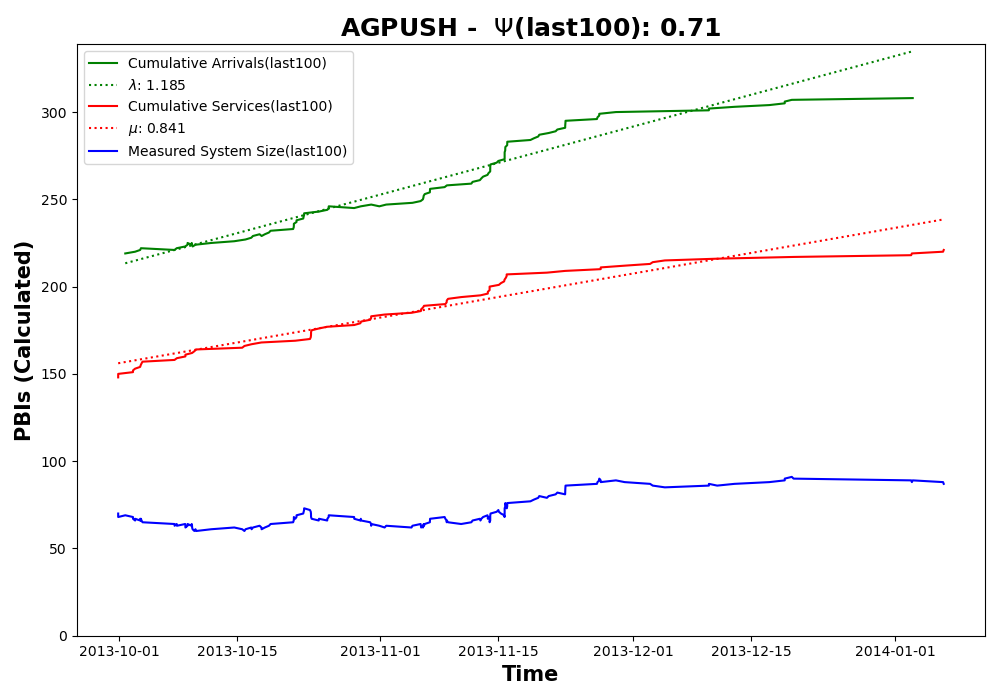 AGPUSH - Ψ(last100): 0.71
Cumulative Arrivals(last100)
λ: 1.185
Cumulative Services(last100)
μ: 0.841
Measured System Size(last100)
PBIs (Calculated)
300
250
200
150
100
50
0
2013-10-01 2013-10-15 2013-11-01 2013-11-15 2013-12-01 2013-12-15 2014-01-01
Time